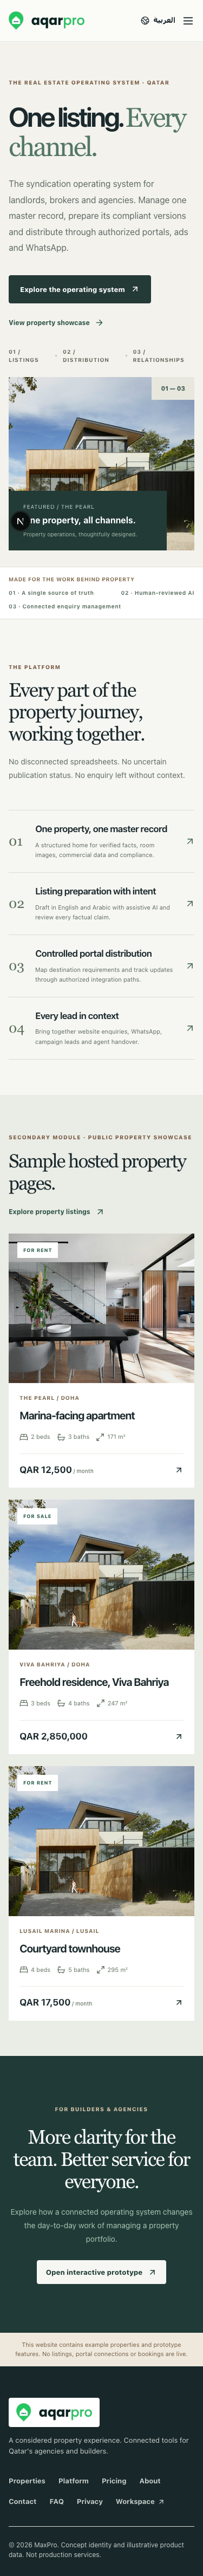 aqarpro
العربية
THE REAL ESTATE OPERATING SYSTEM · QATAR
One listing. Every
channel.
The syndication operating system for
landlords, brokers and agencies. Manage one
master record, prepare its compliant versions
and distribute through authorized portals, ads
and WhatsApp.
Explore the operating system
View property showcase
01 /
LISTINGS
02 /
DISTRIBUTION
03 /
RELATIONSHIPS
01 — 03
FEATURED / THE PEARL
One property, all channels.
Property operations, thoughtfully designed.
MADE FOR THE WORK BEHIND PROPERTY
01 · A single source of truth
02 · Human-reviewed AI
03 · Connected enquiry management
THE PLATFORM
Every part of the
property journey,
working together.
No disconnected spreadsheets. No uncertain
publication status. No enquiry left without context.
01
One property, one master record
A structured home for verified facts, room
images, commercial data and compliance.
02
Listing preparation with intent
Draft in English and Arabic with assistive AI and
review every factual claim.
03
Controlled portal distribution
Map destination requirements and track updates
through authorized integration paths.
04
Every lead in context
Bring together website enquiries, WhatsApp,
campaign leads and agent handover.
SECONDARY MODULE · PUBLIC PROPERTY SHOWCASE
Sample hosted property
pages.
Explore property listings
FOR RENT
THE PEARL / DOHA
Marina-facing apartment
2 beds 3 baths 171 m²
QAR 12,500 / month
FOR SALE
VIVA BAHRIYA / DOHA
Freehold residence, Viva Bahriya
3 beds 4 baths 247 m²
QAR 2,850,000
FOR RENT
LUSAIL MARINA / LUSAIL
Courtyard townhouse
4 beds 5 baths 295 m²
QAR 17,500 / month
FOR BUILDERS & AGENCIES
More clarity for the
team. Better service for
everyone.
Explore how a connected operating system changes
the day-to-day work of managing a property
portfolio.
Open interactive prototype
This website contains example properties and prototype
features. No listings, portal connections or bookings are live.
aqarpro
A considered property experience. Connected tools for
Qatar's agencies and builders.
Properties Platform Pricing About
Contact FAQ Privacy Workspace
© 2026 MaxPro. Concept identity and illustrative product
data. Not production services.